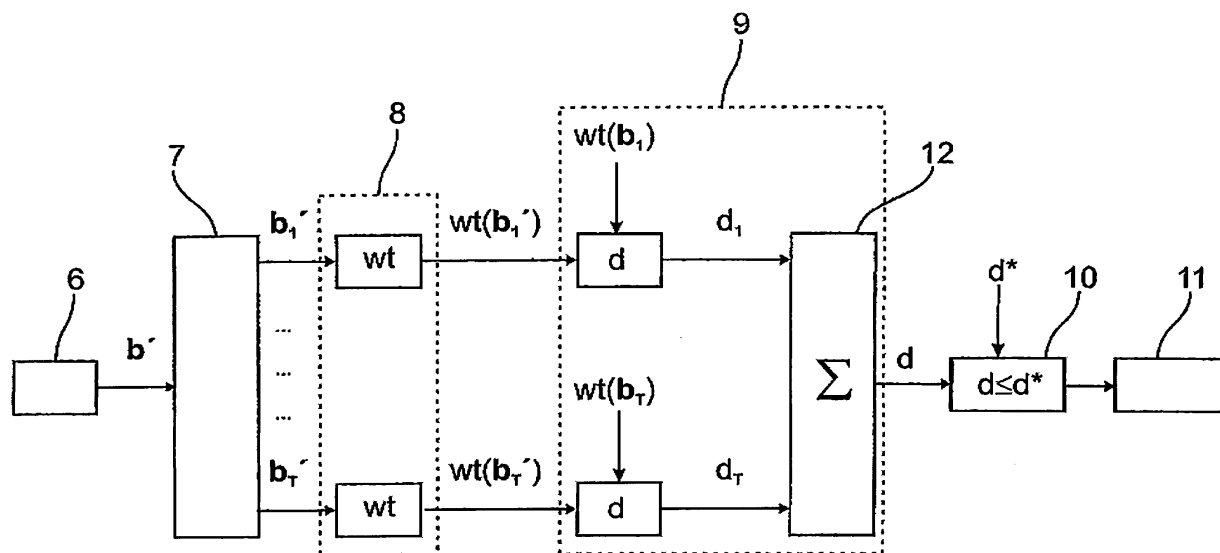 9
8
wt(b₁)
12
7
b₁´
wt(b₁´)
d₁
wt
d
d*
10
11
6
...
b´
...
wt(b_T)
d
d≤d*
Σ
...
b_T´
wt(b_T´)
d_T
wt
d